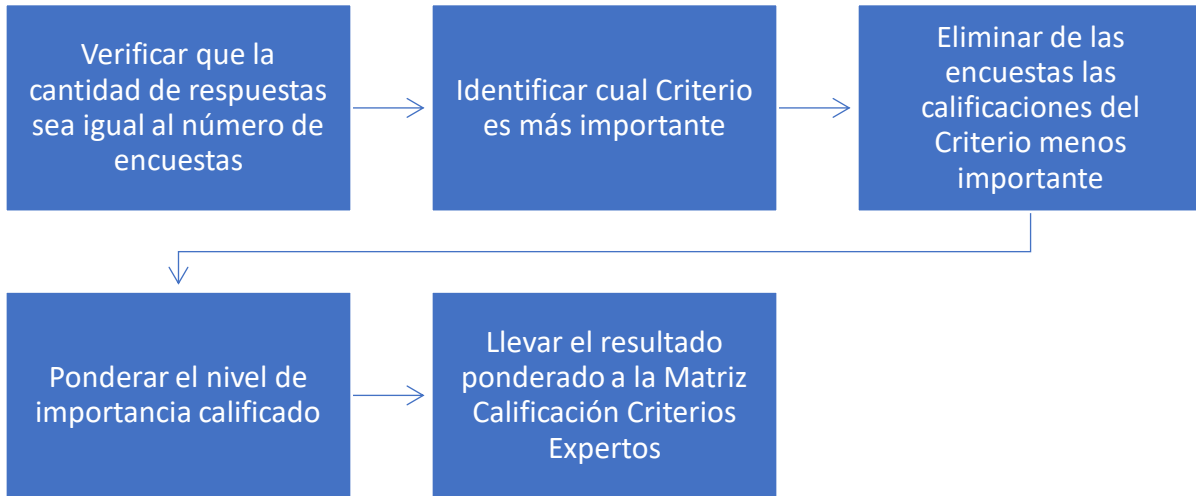 Verificar que la
cantidad de respuestas
sea igual al número de
encuestas
Identificar cual Criterio
es más importante
Eliminar de las
encuestas las
calificaciones del
Criterio menos
importante
Ponderar el nivel de
importancia calificado
Llevar el resultado
ponderado a la Matriz
Calificación Criterios
Expertos